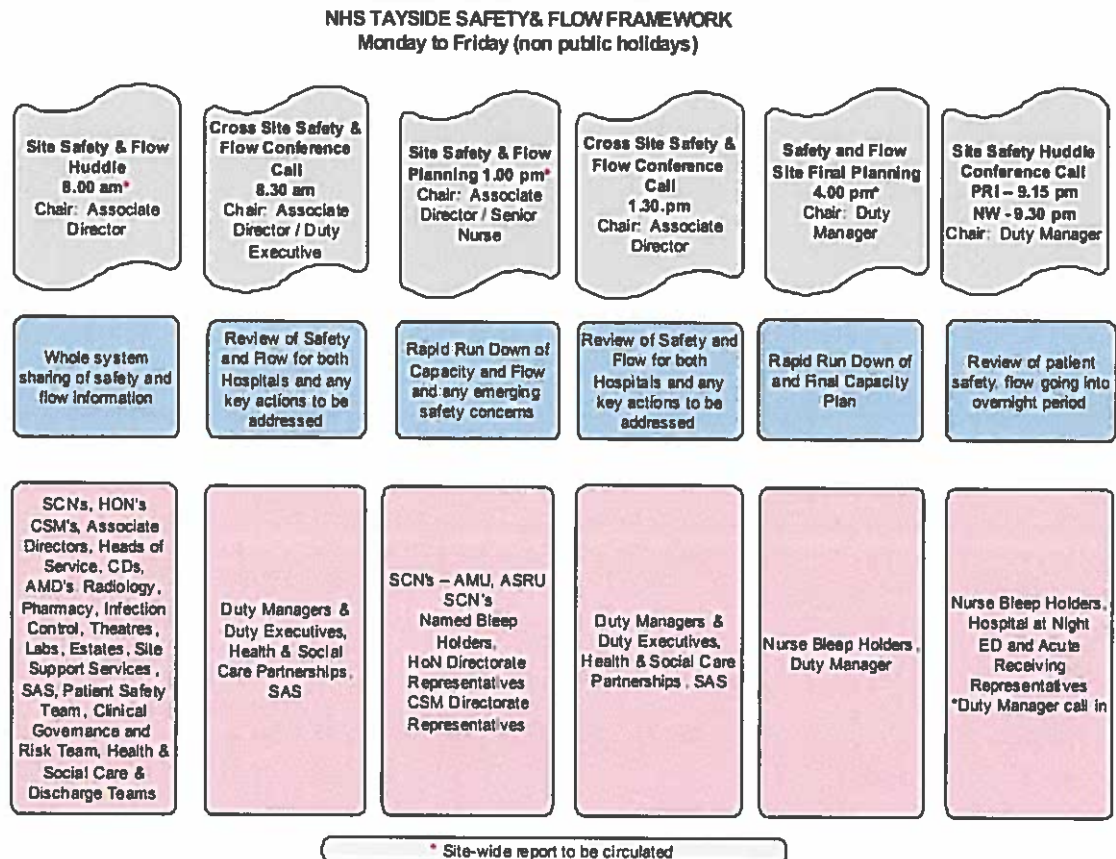 NHS TAYSIDE SAFETY& FLOW FRAMEWORK
Monday to Friday (non public holidays)
Site Safety & Flow
Huddle
8.00 am*
Chair: Associate
Director
Cross Site Safety &
Flow Conference
Call
8.30 am
Chair: Associate
Director / Duty
Executive
Site Safety & Flow
Planning 1.00 pm*
Chair: Associate
Director / Senior
Nurse
Cross Site Safety &
Flow Conference
Call
1.30.pm
Chair: Associate
Director
Safety and Flow
Site Final Planning
4.00 pm*
Chair: Duty
Manager
Site Safety Huddle
Conference Call
PRI – 9.15 pm
NW - 9.30 pm
Chair: Duty Manager
Whole system
sharing of safety and
flow information
Review of Safety
and Flow for both
Hospitals and any
key actions to be
addressed
Rapid Run Down of
Capacity and Flow
and any emerging
safety concerns
Review of Safety and
Flow for both
Hospitals and any
key actions to be
addressed
Rapid Run Down of
and Final Capacity
Plan
Review of patient
safety, flow going into
overnight period
SCN's, HON's
CSM's, Associate
Directors, Heads of
Service, CDs,
AMD's. Radiology,
Pharmacy, Infection
Control, Theatres,
Labs, Estates, Site
Support Services,
SAS, Patient Safety
Team, Clinical
Governance and
Risk Team, Health &
Social Care &
Discharge Teams
Duty Managers &
Duty Executives,
Health & Social
Care Partnerships,
SAS
SCN's – AMU, ASRU
SCN's
Named Bleep
Holders,
HoN Directorate
Representatives
CSM Directorate
Representatives
Duty Managers &
Duty Executives,
Health & Social Care
Partnerships, SAS
Nurse Bleep Holders,
Duty Manager
Nurse Bleep Holders,
Hospital at Night
ED and Acute
Receiving
Representatives
*Duty Manager call in
* Site-wide report to be circulated